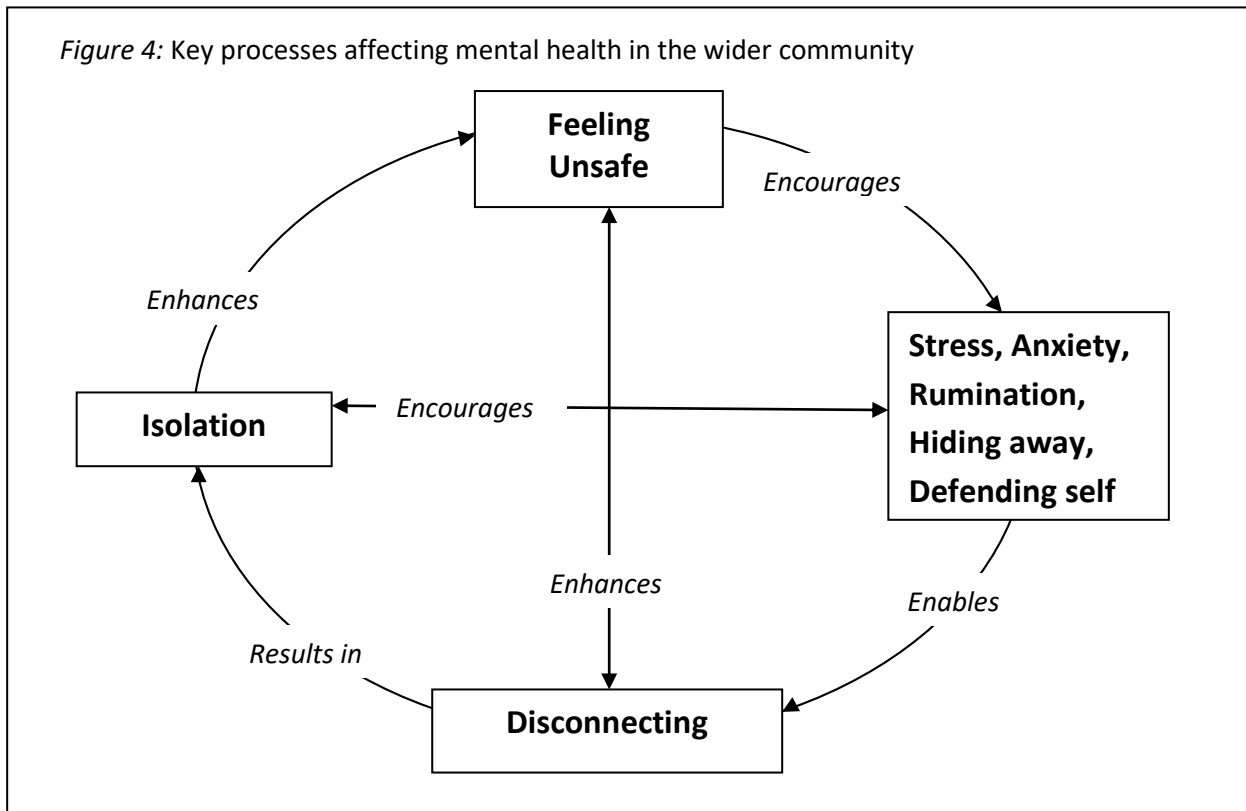 Figure 4: Key processes affecting mental health in the wider community
Feeling
Unsafe
Encourages
Enhances
Stress, Anxiety,
Rumination,
Hiding away,
Defending self
Isolation
Encourages
Enhances
Enables
Results in
Disconnecting